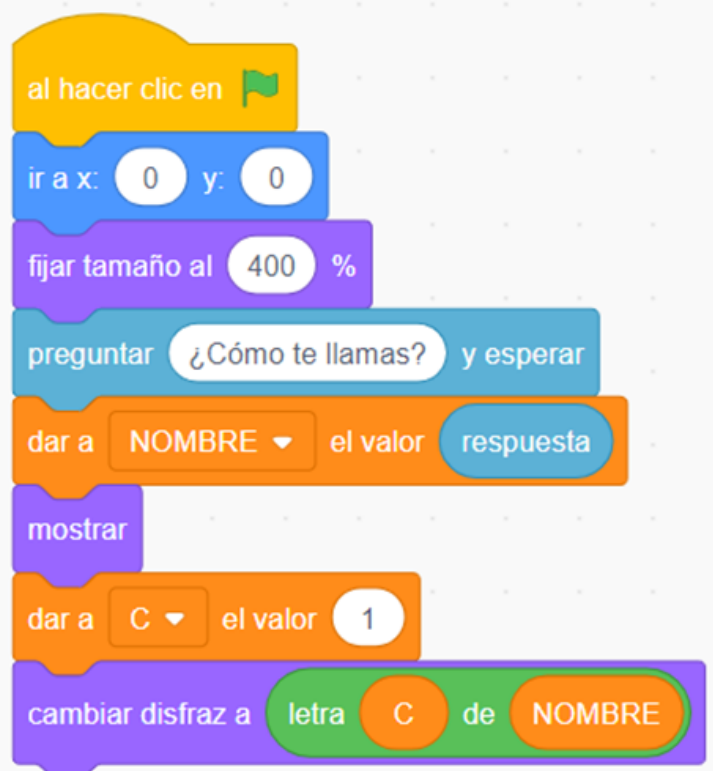 al hacer clic en
ir a x: 0 y: 0
fijar tamaño al 400 %
preguntar ¿Cómo te llamas? y esperar
dar a NOMBRE el valor respuesta
mostrar
dar a C el valor 1
cambiar disfraz a letra C de NOMBRE